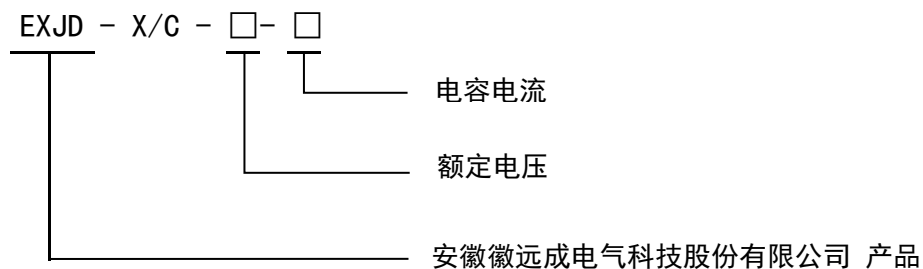 EXJD - X/C - □- □
电容电流
额定电压
安徽徽远成电气科技股份有限公司 产品